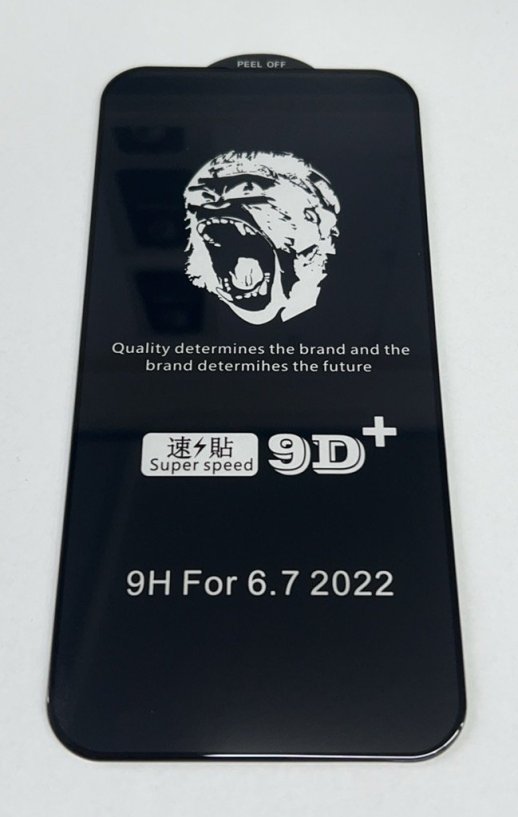 PEEL OFF
Quality determines the brand and the
brand determihes the future
速⚡貼
Super speed
9D+
9H For 6.7 2022